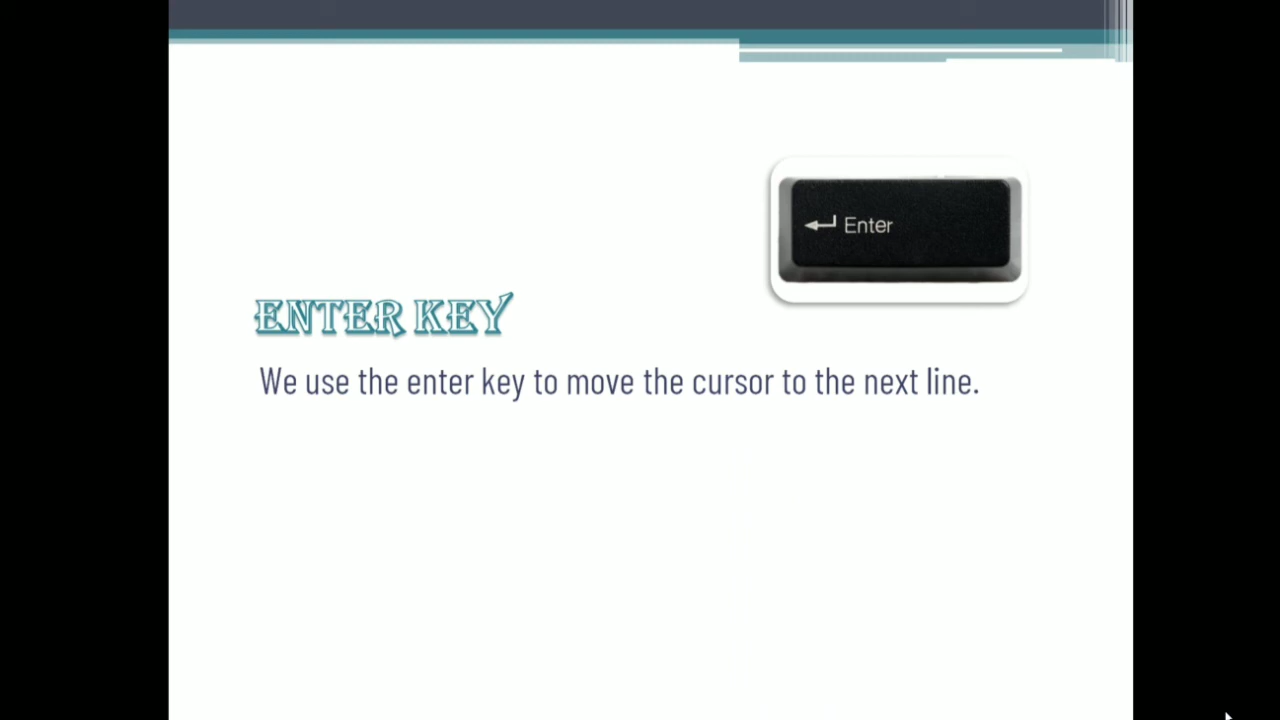 Enter
ENTER KEY
We use the enter key to move the cursor to the next line.